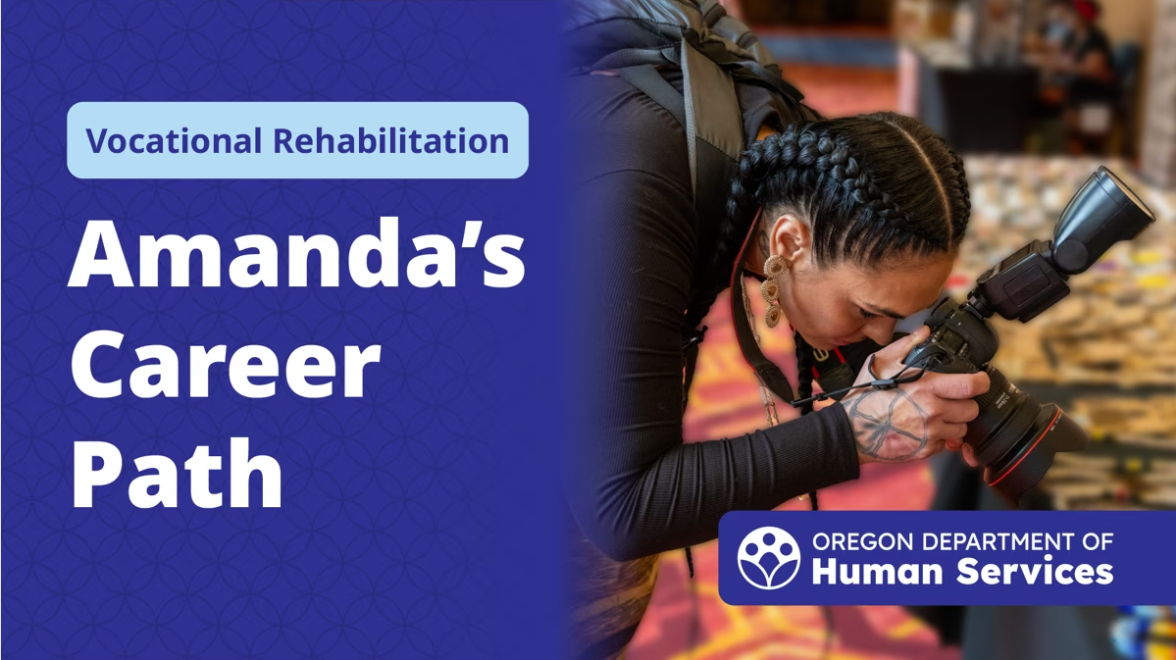 Vocational Rehabilitation
Amanda’s
Career
Path
OREGON DEPARTMENT OF
Human Services